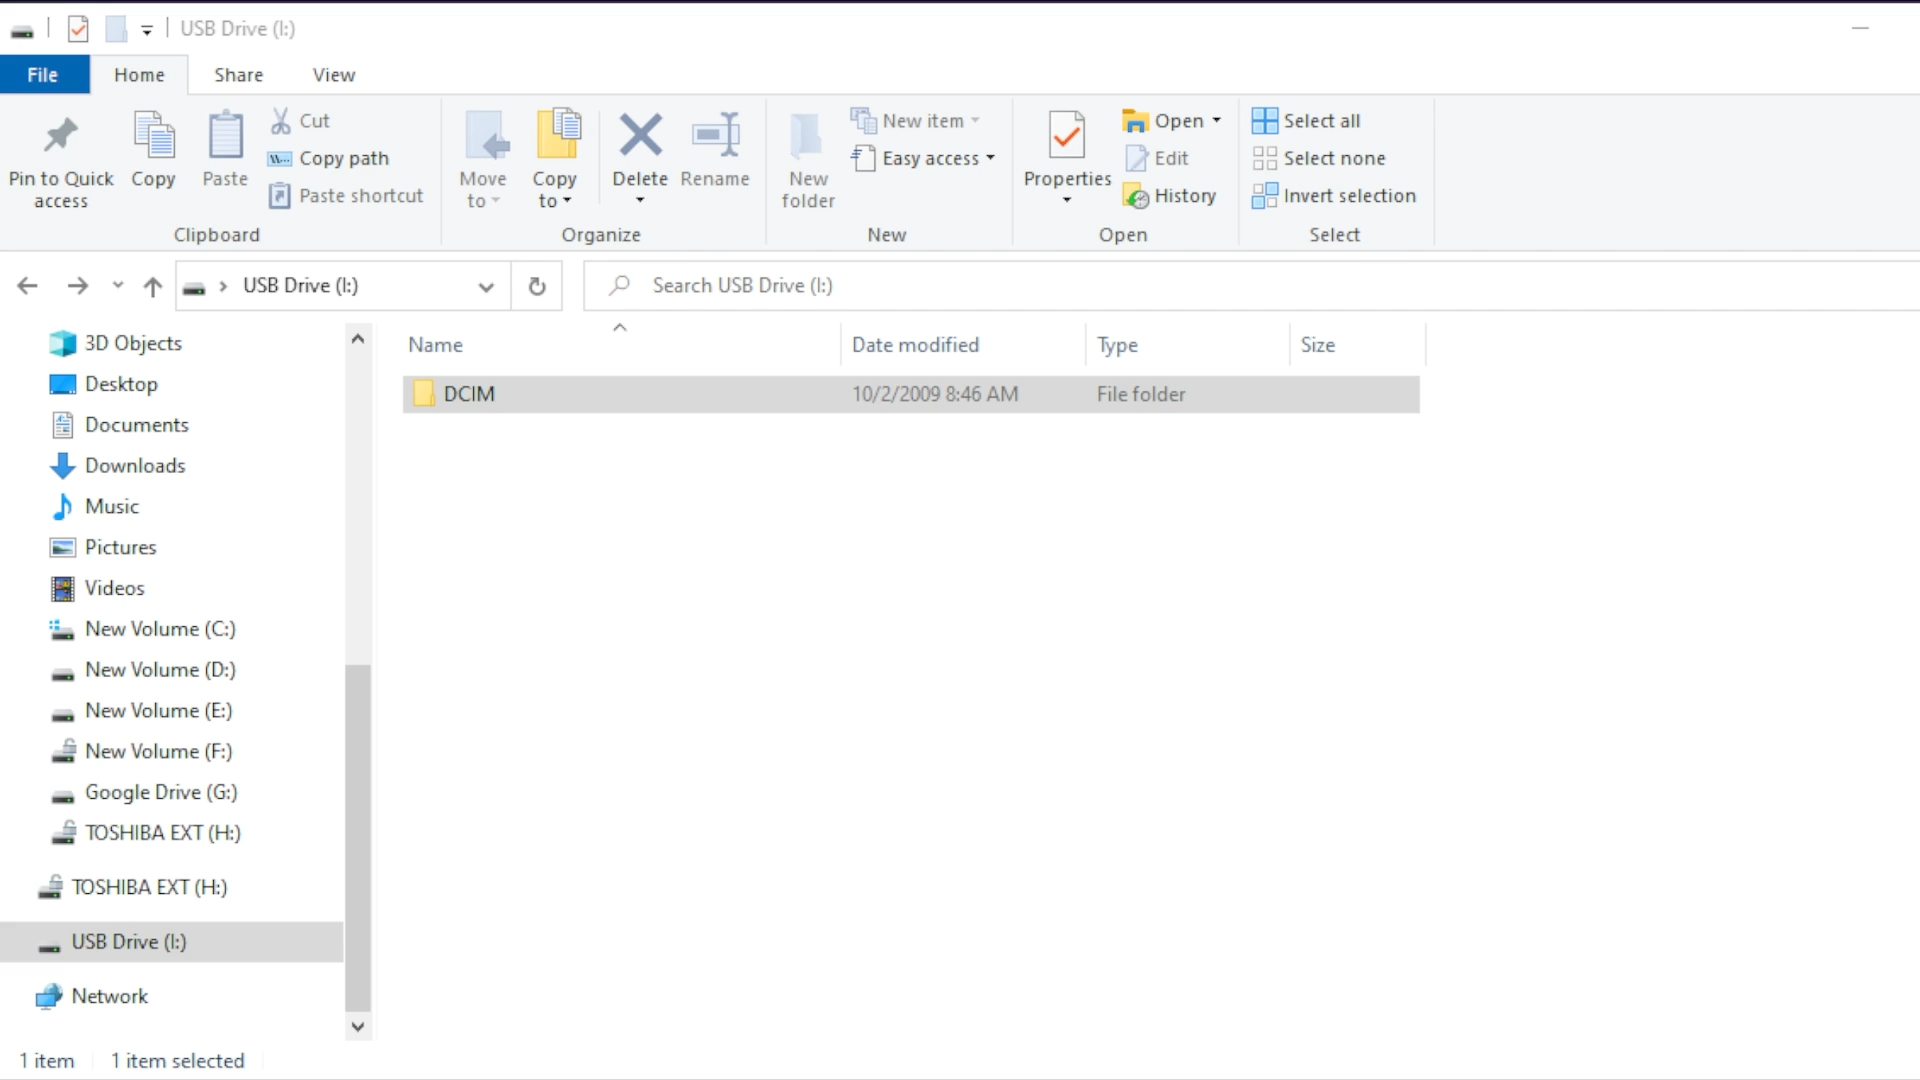 USB Drive (I:)
File Home Share View
Pin to Quick access
Copy
Paste
Cut
Copy path
Paste shortcut
Clipboard
Move to
Copy to
Delete
Rename
Organize
New folder
New item
Easy access
New
Properties
Open
Edit
History
Open
Select all
Select none
Invert selection
Select
USB Drive (I:)
Search USB Drive (I:)
Name Date modified Type Size
DCIM 10/2/2009 8:46 AM File folder
3D Objects
Desktop
Documents
Downloads
Music
Pictures
Videos
New Volume (C:)
New Volume (D:)
New Volume (E:)
New Volume (F:)
Google Drive (G:)
TOSHIBA EXT (H:)
TOSHIBA EXT (H:)
USB Drive (I:)
Network
1 item 1 item selected